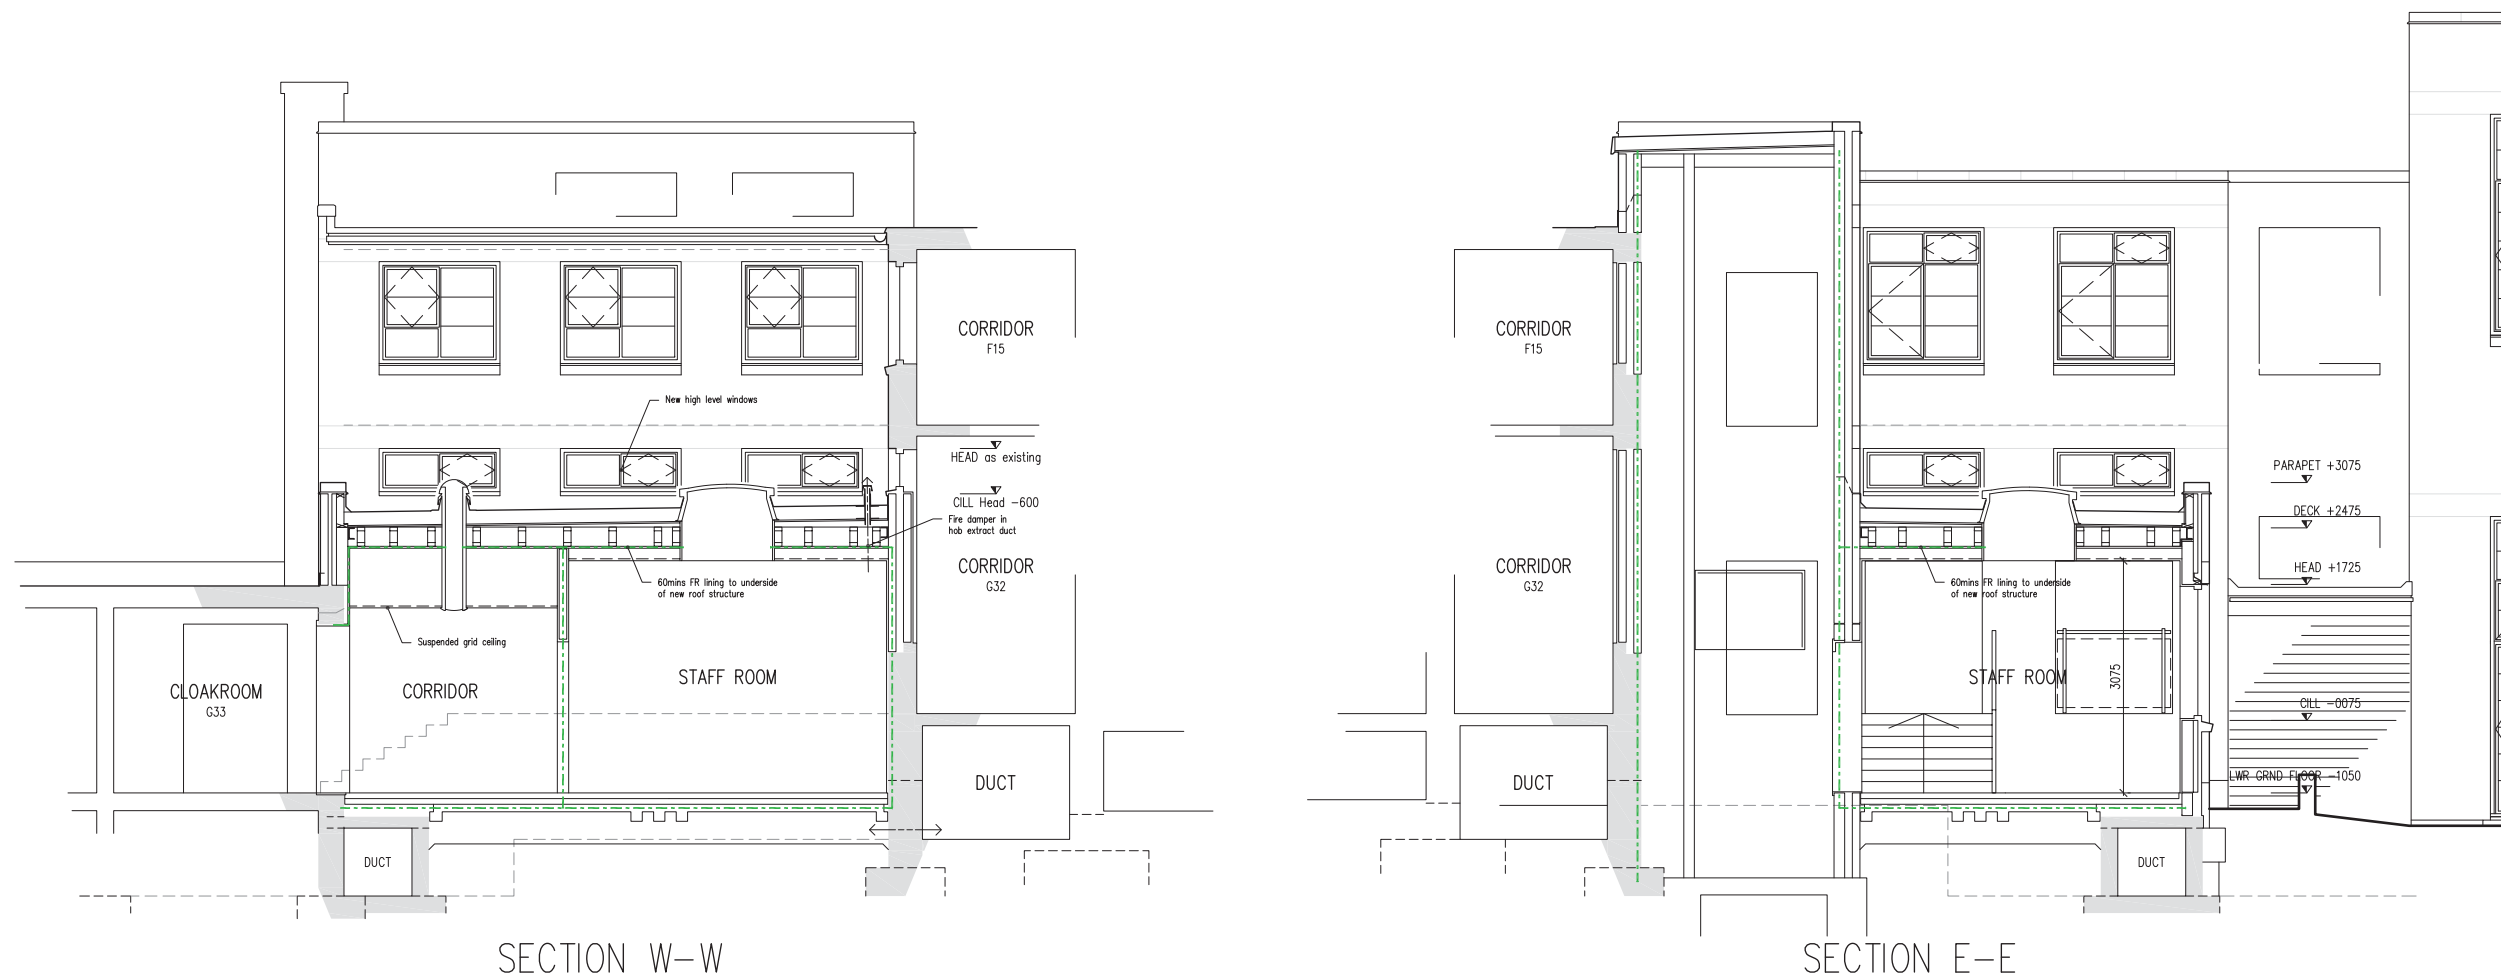 CORRIDOR
F15
New high level windows
HEAD as existing
CILL Head -600
Fire damper in
hob extract duct
CORRIDOR
G32
60mins FR lining to underside
of new roof structure
Suspended grid ceiling
CLOAKROOM
G33
CORRIDOR
STAFF ROOM
DUCT
DUCT
SECTION W-W
CORRIDOR
F15
PARAPET +3075
DECK +2475
CORRIDOR
G32
HEAD +1725
60mins FR lining to underside
of new roof structure
STAFF ROOM
3075
CILL -0075
LWR GRND FLOOR -1050
DUCT
DUCT
SECTION E-E